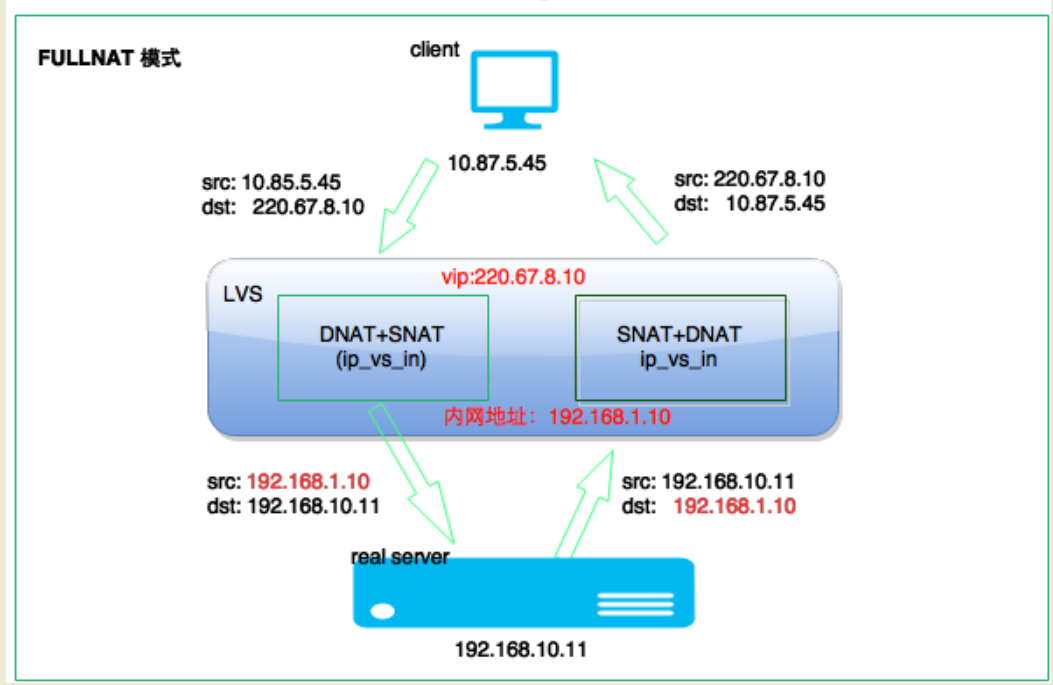 FULLNAT 模式
client
10.87.5.45
src: 10.85.5.45
dst: 220.67.8.10
src: 220.67.8.10
dst: 10.87.5.45
vip:220.67.8.10
LVS
DNAT+SNAT
(ip_vs_in)
SNAT+DNAT
ip_vs_in
内网地址：192.168.1.10
src: 192.168.1.10
dst: 192.168.10.11
src: 192.168.10.11
dst: 192.168.1.10
real server
192.168.10.11